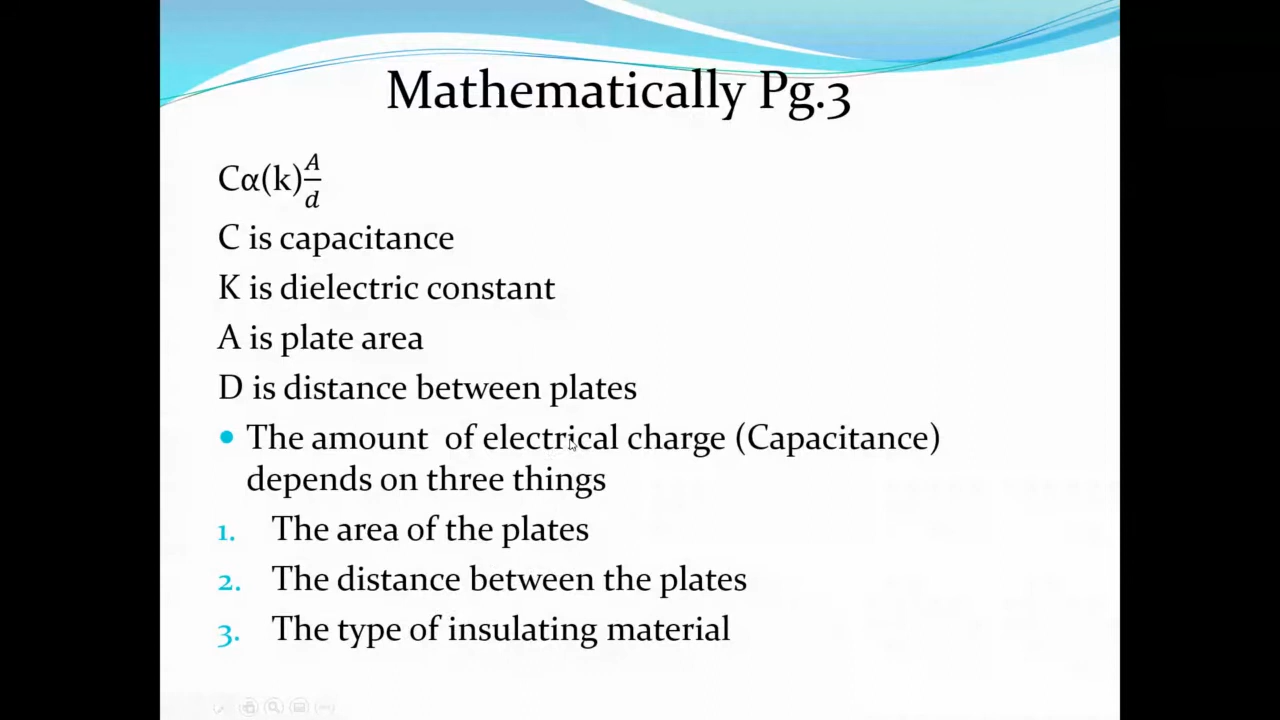 Mathematically Pg.3
Cα(k)A/d
C is capacitance
K is dielectric constant
A is plate area
D is distance between plates
• The amount of electrical charge (Capacitance)
depends on three things
1. The area of the plates
2. The distance between the plates
3. The type of insulating material